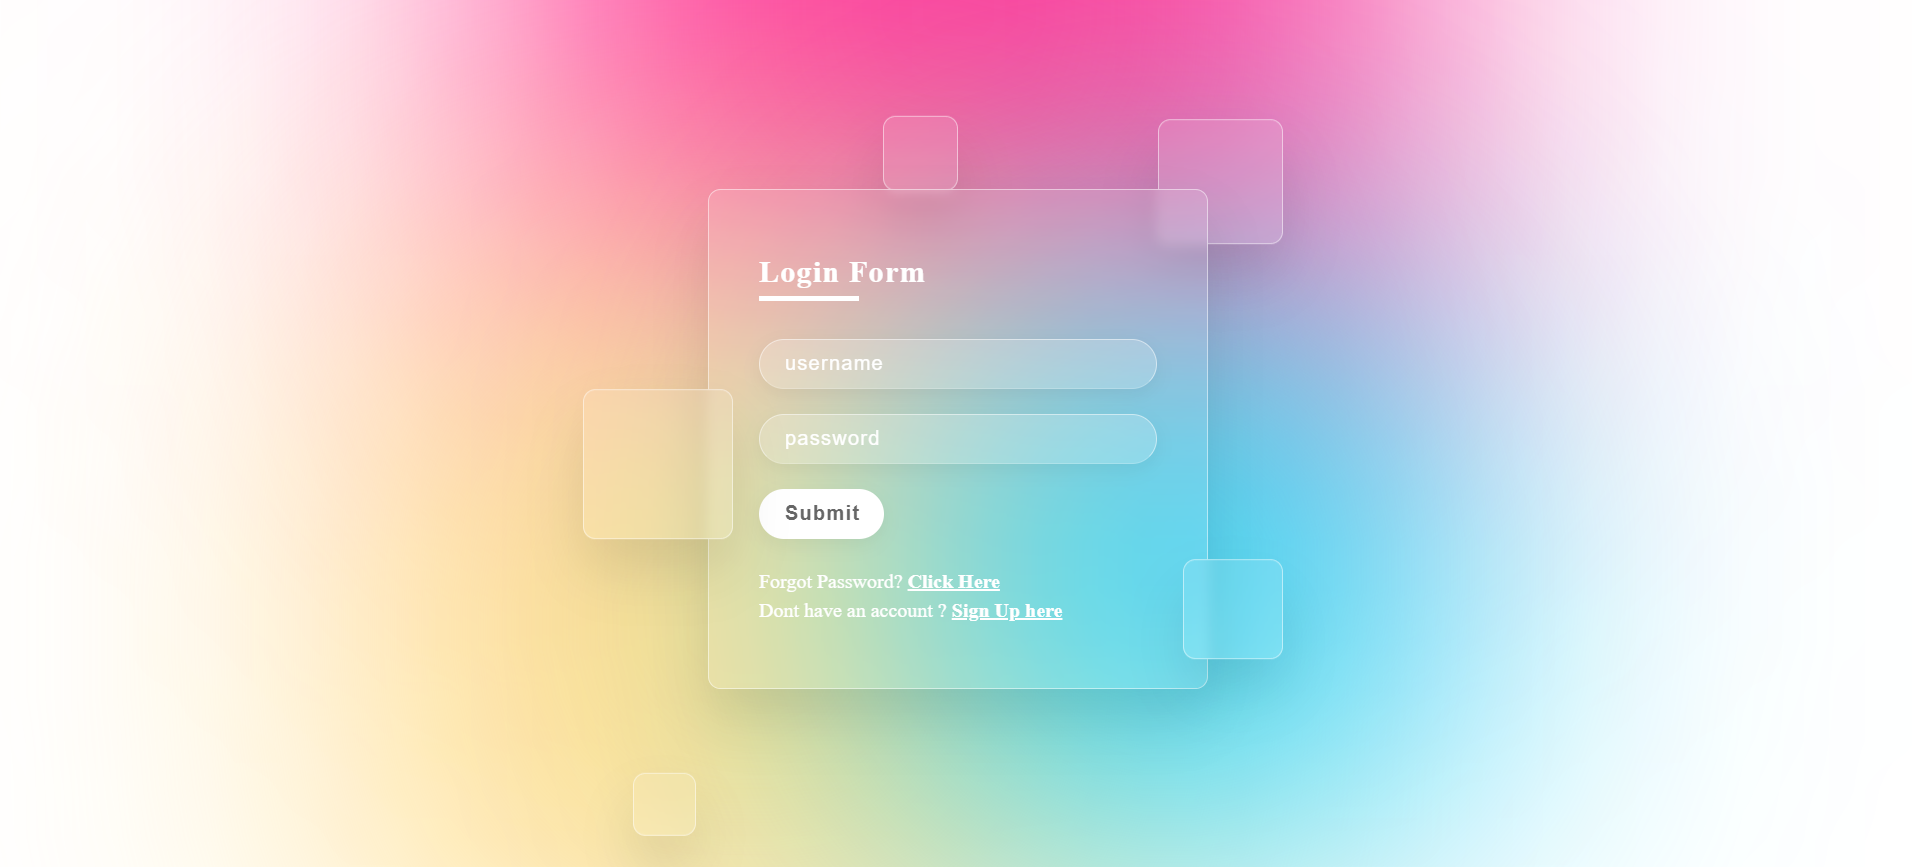 Login Form
username
password
Submit
Forgot Password? Click Here
Dont have an account ? Sign Up here